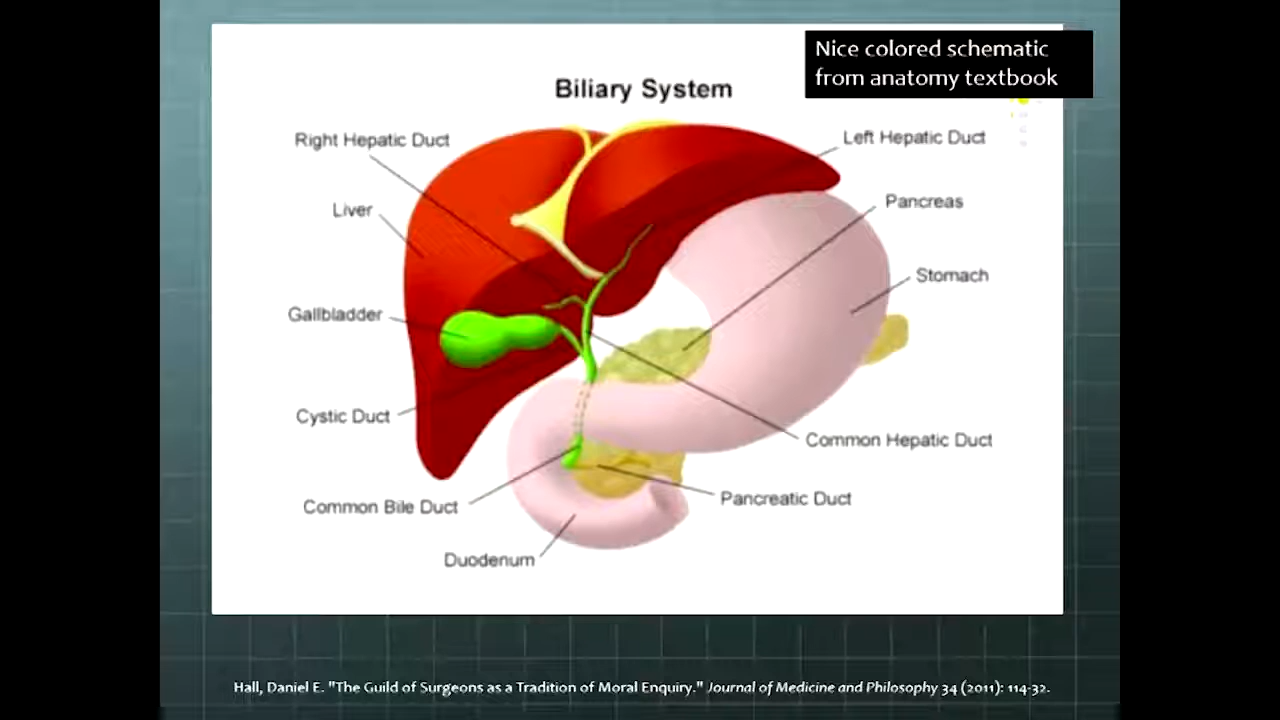 Nice colored schematic
from anatomy textbook
Biliary System
Right Hepatic Duct
Left Hepatic Duct
Liver
Pancreas
Stomach
Gallbladder
Cystic Duct
Common Hepatic Duct
Common Bile Duct
Pancreatic Duct
Duodenum
Hall, Daniel E. "The Guild of Surgeons as a Tradition of Moral Enquiry." Journal of Medicine and Philosophy 34 (2011): 114-32.